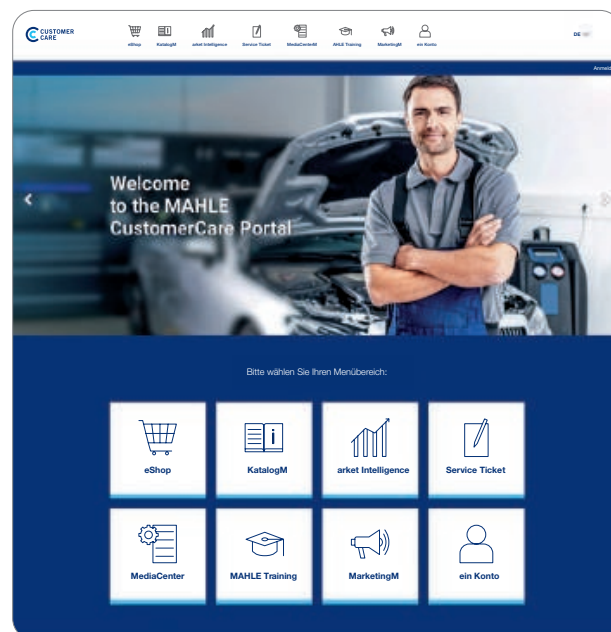 CUSTOMER
CARE
eShop KatalogM arket Intelligence Service Ticket MediaCenterM AHLE Training MarketingM ein Konto
DE
Anmeld
Welcome
to the MAHLE
CustomerCare Portal
Bitte wählen Sie Ihren Menübereich:
eShop KatalogM arket Intelligence Service Ticket
MediaCenter MAHLE Training MarketingM ein Konto